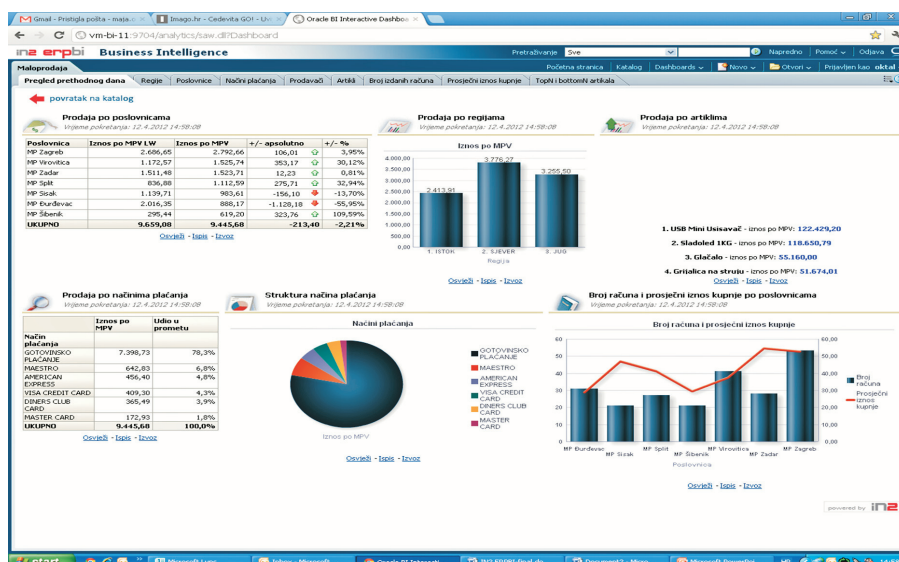 Gmail - Pristigla pošta - maja.
Imago.hr - Cedevita GO! - Uv
Oracle BI Interactive Dashboa
vm-bi-11:9704/analytics/saw.dll?Dashboard
in2 erpbi Business Intelligence
Pretraživanje Sve Napredno Pomoć Odjava
Maloprodaja
Početna stranica Katalog Dashboards Novo Otvori Prijavljen kao oktal
Pregled prethodnog dana Regije Poslovnice Načini plaćanja Prodavači Artikli Broj izdanih računa Prosječni iznos kupnje TopN i bottomN artikala
povratak na katalog
Prodaja po poslovnicama
Vrijeme pokretanja: 12.4.2012 14:58:08
Poslovnica Iznos po MPV LW Iznos po MPV +/- apsolutno +/- %
MP Zagreb 2.686,65 2.792,66 106,01 3,95%
MP Virovitica 1.172,57 1.525,74 353,17 30,12%
MP Zadar 1.511,48 1.523,71 12,23 0,81%
MP Split 836,88 1.112,59 275,71 32,94%
MP Sisak 1.139,71 983,61 -156,10 -13,70%
MP Đurđevac 2.016,35 888,17 -1.128,18 -55,95%
MP Šibenik 295,44 619,20 323,76 109,59%
UKUPNO 9.659,08 9.445,68 -213,40 -2,21%
Osvježi - Ispis - Izvoz
Prodaja po regijama
Vrijeme pokretanja: 12.4.2012 14:58:08
Iznos po MPV
4.000,00
3.500,00
3.000,00
2.500,00
2.000,00
1.500,00
1.000,00
500,00
0,00
2.413,91
3.776,27
3.255,50
1. ISTOK 2. SJEVER 3. JUG
Regija
Osvježi - Ispis - Izvoz
Prodaja po artiklima
Vrijeme pokretanja: 12.4.2012 14:58:08
1. USB Mini Usisavač - iznos po MPV: 122.429,20
2. Sladoled 1KG - iznos po MPV: 118.650,79
3. Glačalo - iznos po MPV: 55.160,00
4. Grijalica na struju - iznos po MPV: 51.674,01
Osvježi - Ispis - Izvoz
Prodaja po načinima plaćanja
Vrijeme pokretanja: 12.4.2012 14:58:08
Iznos po MPV Udio u prometu
Način plaćanja
GOTOVINSKO PLAĆANJE 7.398,73 78,3%
MAESTRO 642,83 6,8%
AMERICAN EXPRESS 456,40 4,8%
VISA CREDIT CARD 409,30 4,3%
DINERS CLUB CARD 365,49 3,9%
MASTER CARD 172,93 1,8%
UKUPNO 9.445,68 100,0%
Osvježi - Ispis - Izvoz
Struktura načina plaćanja
Vrijeme pokretanja: 12.4.2012 14:58:08
Načini plaćanja
GOTOVINSKO PLAĆANJE
MAESTRO
AMERICAN EXPRESS
VISA CREDIT CARD
DINERS CLUB CARD
MASTER CARD
Iznos po MPV
Osvježi - Ispis - Izvoz
Broj računa i prosječni iznos kupnje po poslovnicama
Vrijeme pokretanja: 12.4.2012 14:58:08
Broj računa i prosječni iznos kupnje
60
50
40
30
20
10
0
60,00
50,00
40,00
30,00
20,00
10,00
0,00
Broj računa
Prosječni iznos kupnje
MP Đurđevac MP Sisak MP Split MP Šibenik MP Virovitica MP Zadar MP Zagreb
Poslovnica
Osvježi - Ispis - Izvoz
powered by in2
start